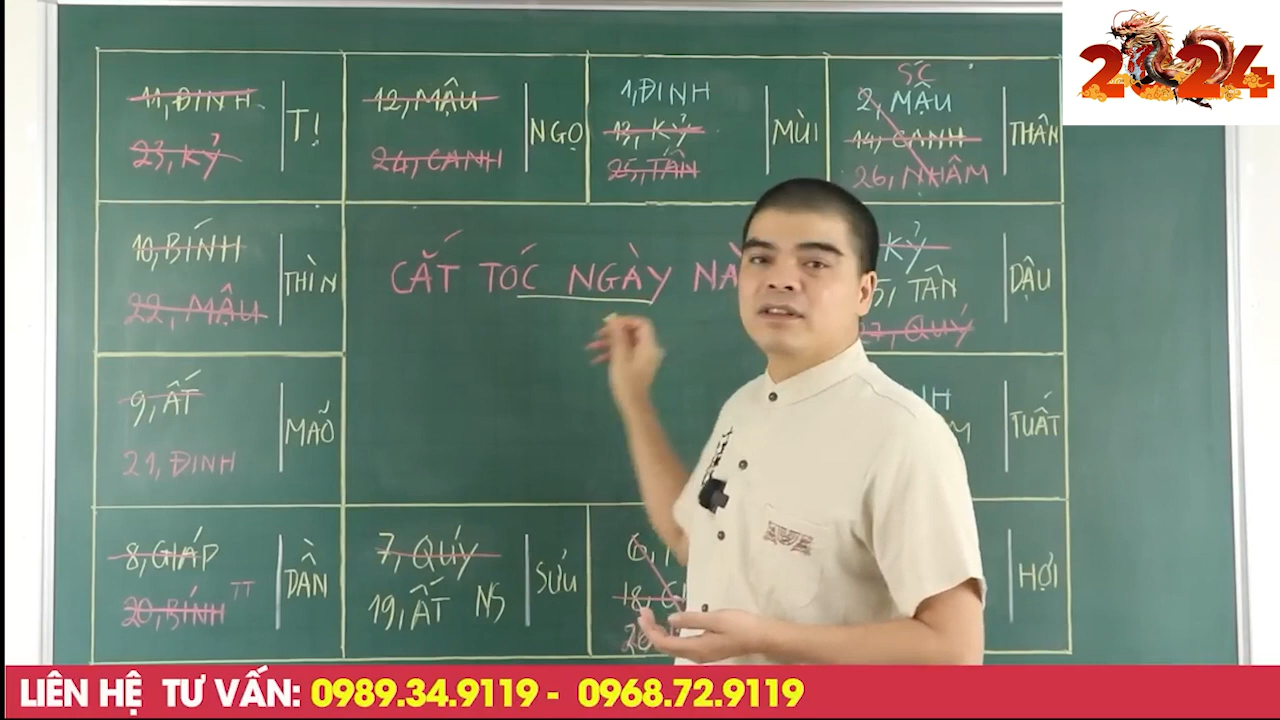 2024
11, ĐINH
23, KỶ
TỊ
12, MẬU
24, CANH
NGỌ
1, ĐINH
13, KỶ
25, TÂN
MÙI
SC
2, MẬU
14, CANH
26, NHÂM
THÂN
10, BÍNH
22, MẬU
THÌN
CẮT TÓC NGÀY
KỶ
TÂN
27, QUÝ
DẬU
9, ẤT
21, ĐINH
MÃO
TUẤT
8, GIÁP
20, BÍNH TT
DẦN
7, QUÝ
19, ẤT NS
SỬU
18,
HỢI
LIÊN HỆ TƯ VẤN: 0989.34.9119 - 0968.72.9119